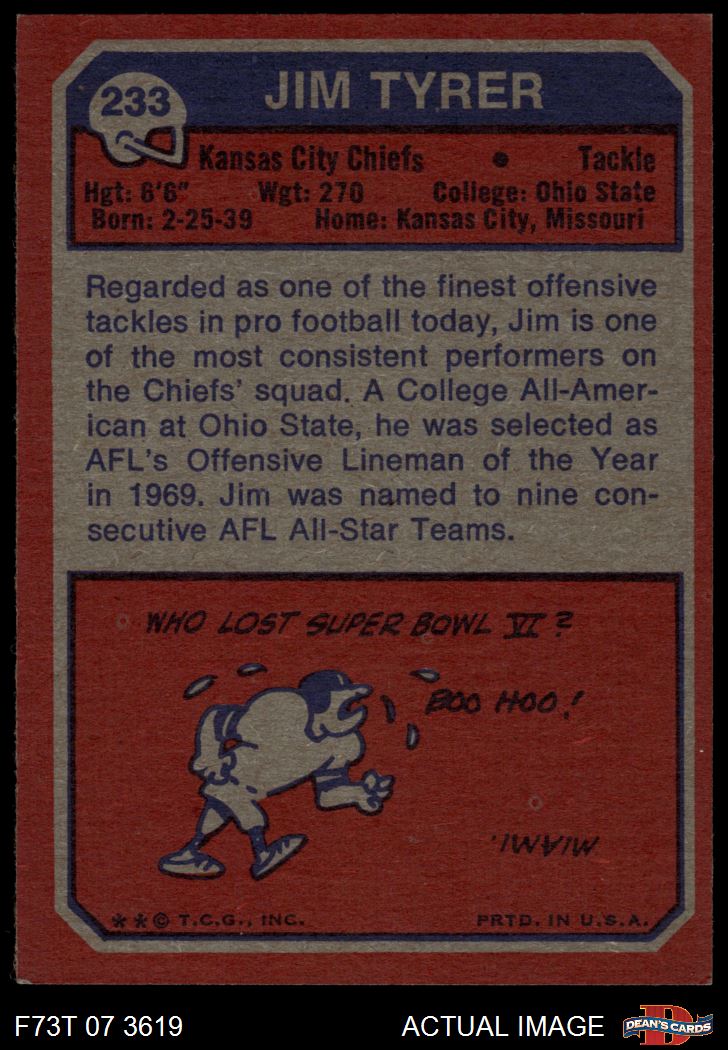 233
JIM TYRER
Kansas City Chiefs • Tackle
Hgt: 6'6" Wgt: 270 College: Ohio State
Born: 2-25-39 Home: Kansas City, Missouri
Regarded as one of the finest offensive
tackles in pro football today, Jim is one
of the most consistent performers on
the Chiefs' squad. A College All-Amer-
ican at Ohio State, he was selected as
AFL's Offensive Lineman of the Year
in 1969. Jim was named to nine con-
secutive AFL All-Star Teams.
WHO LOST SUPER BOWL VI?
BOO HOO!
MIAMI.
**© T.C.G., INC. PRTD. IN U.S.A.
F73T 07 3619 ACTUAL IMAGE
D
DEAN'S CARDS